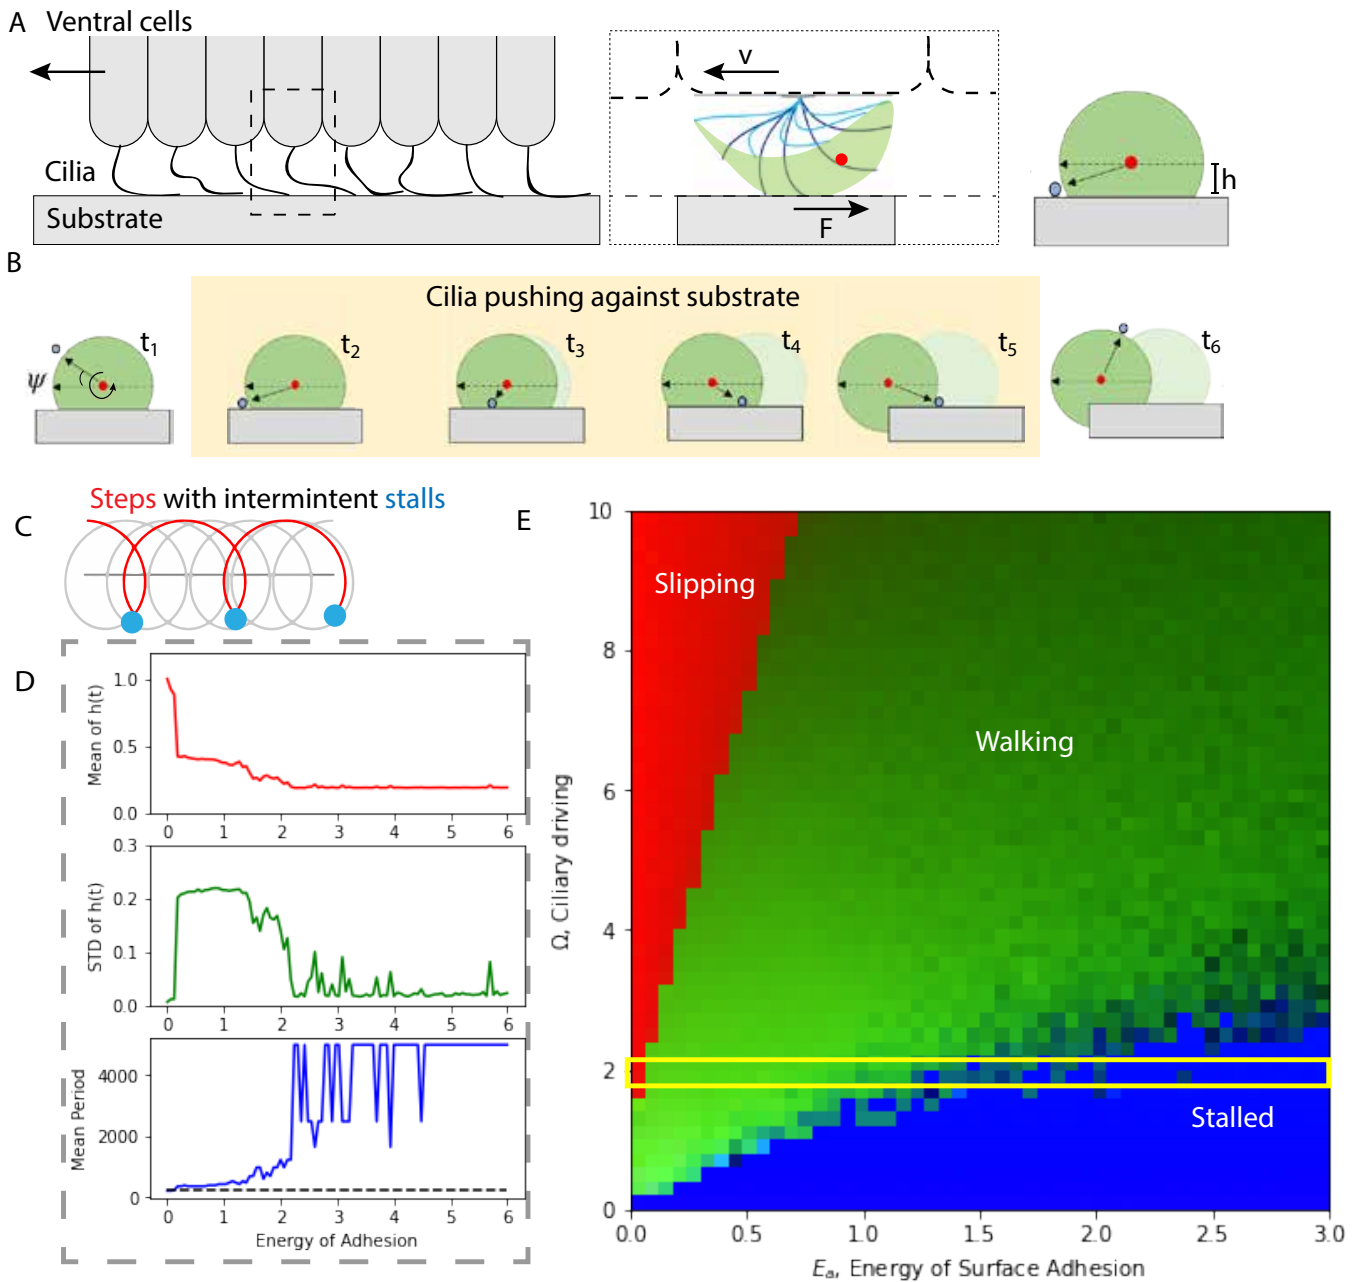 A Ventral cells
Cilia
Substrate
v
F
h
B
Cilia pushing against substrate
t1
t2
t3
t4
t5
t6
ψ
Steps with intermintent stalls
C
D
Mean of h(t)
1.0
0.5
0.0
0 1 2 3 4 5 6
STD of h(t)
0.3
0.2
0.1
0.0
0 1 2 3 4 5 6
Mean Period
4000
2000
0
0 1 2 3 4 5 6
Energy of Adhesion
E
Ω, Ciliary driving
10
8
6
4
2
0
Slipping
Walking
Stalled
0.0 0.5 1.0 1.5 2.0 2.5 3.0
Ea, Energy of Surface Adhesion